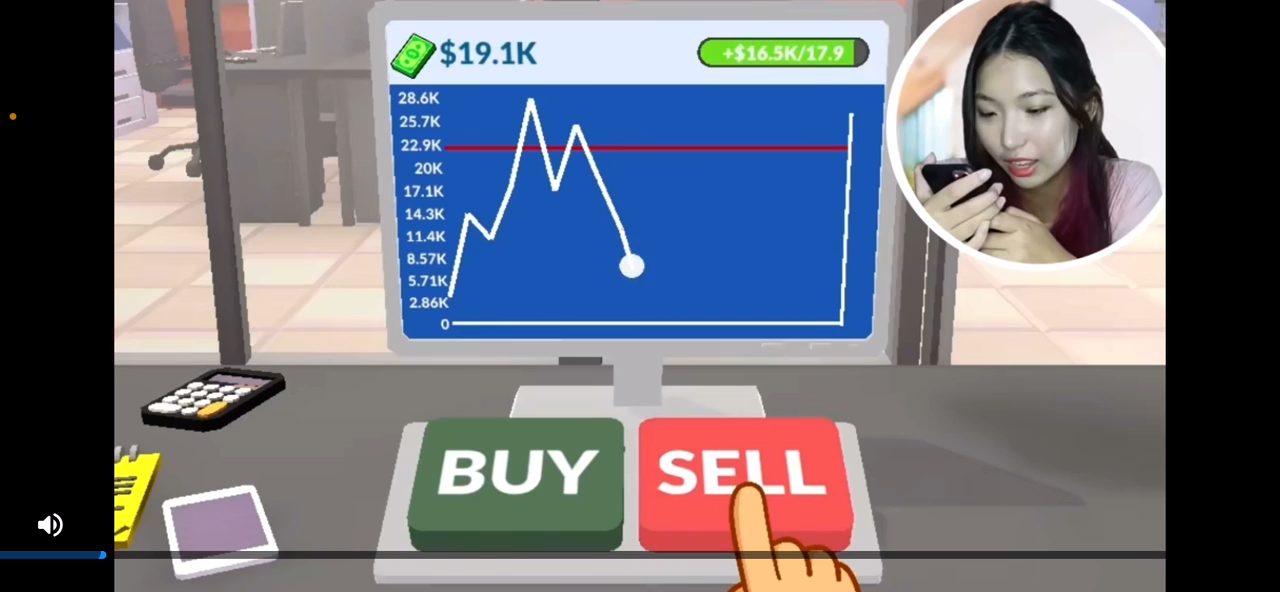 $19.1K
+$16.5K/17.9
28.6K
25.7K
22.9K
20K
17.1K
14.3K
11.4K
8.57K
5.71K
2.86K
0
BUY
SELL